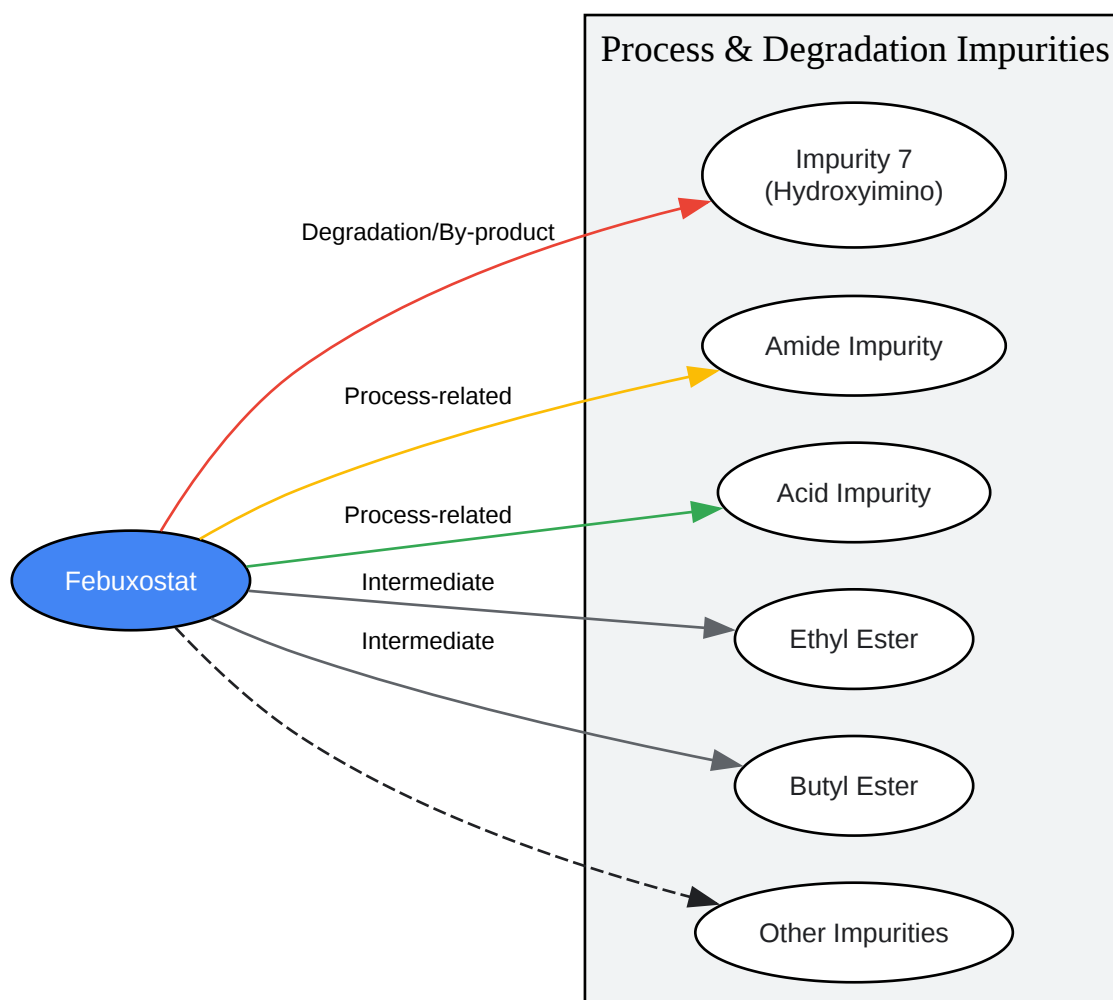 Process & Degradation Impurities
Impurity 7
(Hydroxyimino)
Degradation/By-product
Amide Impurity
Process-related
Acid Impurity
Process-related
Febuxostat
Intermediate
Ethyl Ester
Intermediate
Butyl Ester
Other Impurities